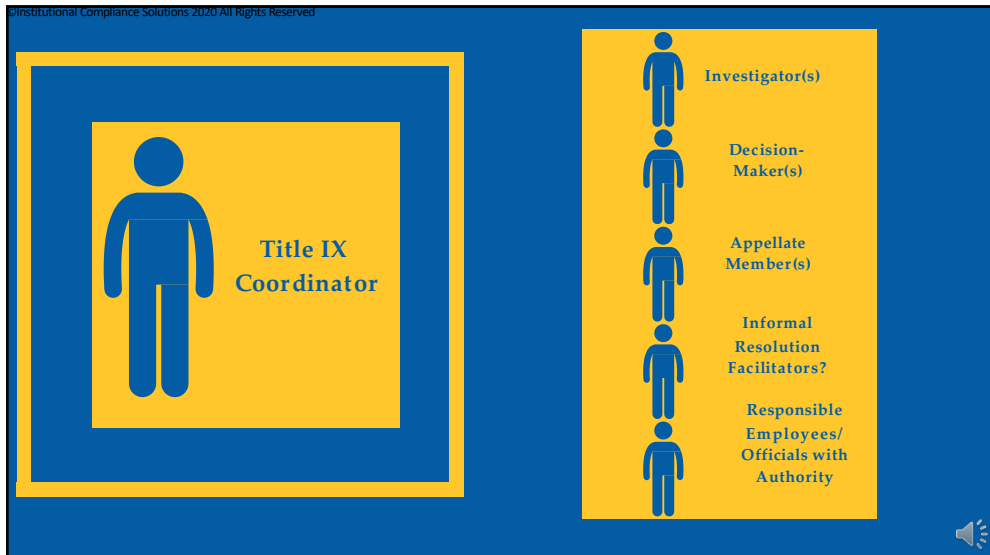 ©Institutional Compliance Solutions 2020 All Rights Reserved
Title IX
Coordinator
Investigator(s)
Decision-
Maker(s)
Appellate
Member(s)
Informal
Resolution
Facilitators?
Responsible
Employees/
Officials with
Authority